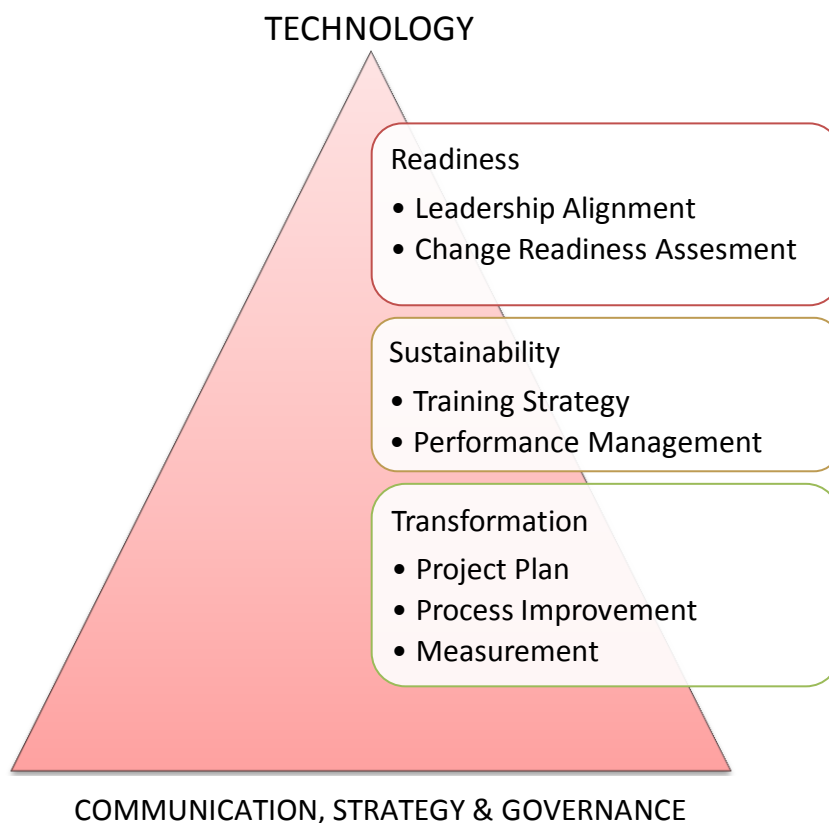 TECHNOLOGY
Readiness
• Leadership Alignment
• Change Readiness Assesment
Sustainability
• Training Strategy
• Performance Management
Transformation
• Project Plan
• Process Improvement
• Measurement
COMMUNICATION, STRATEGY & GOVERNANCE